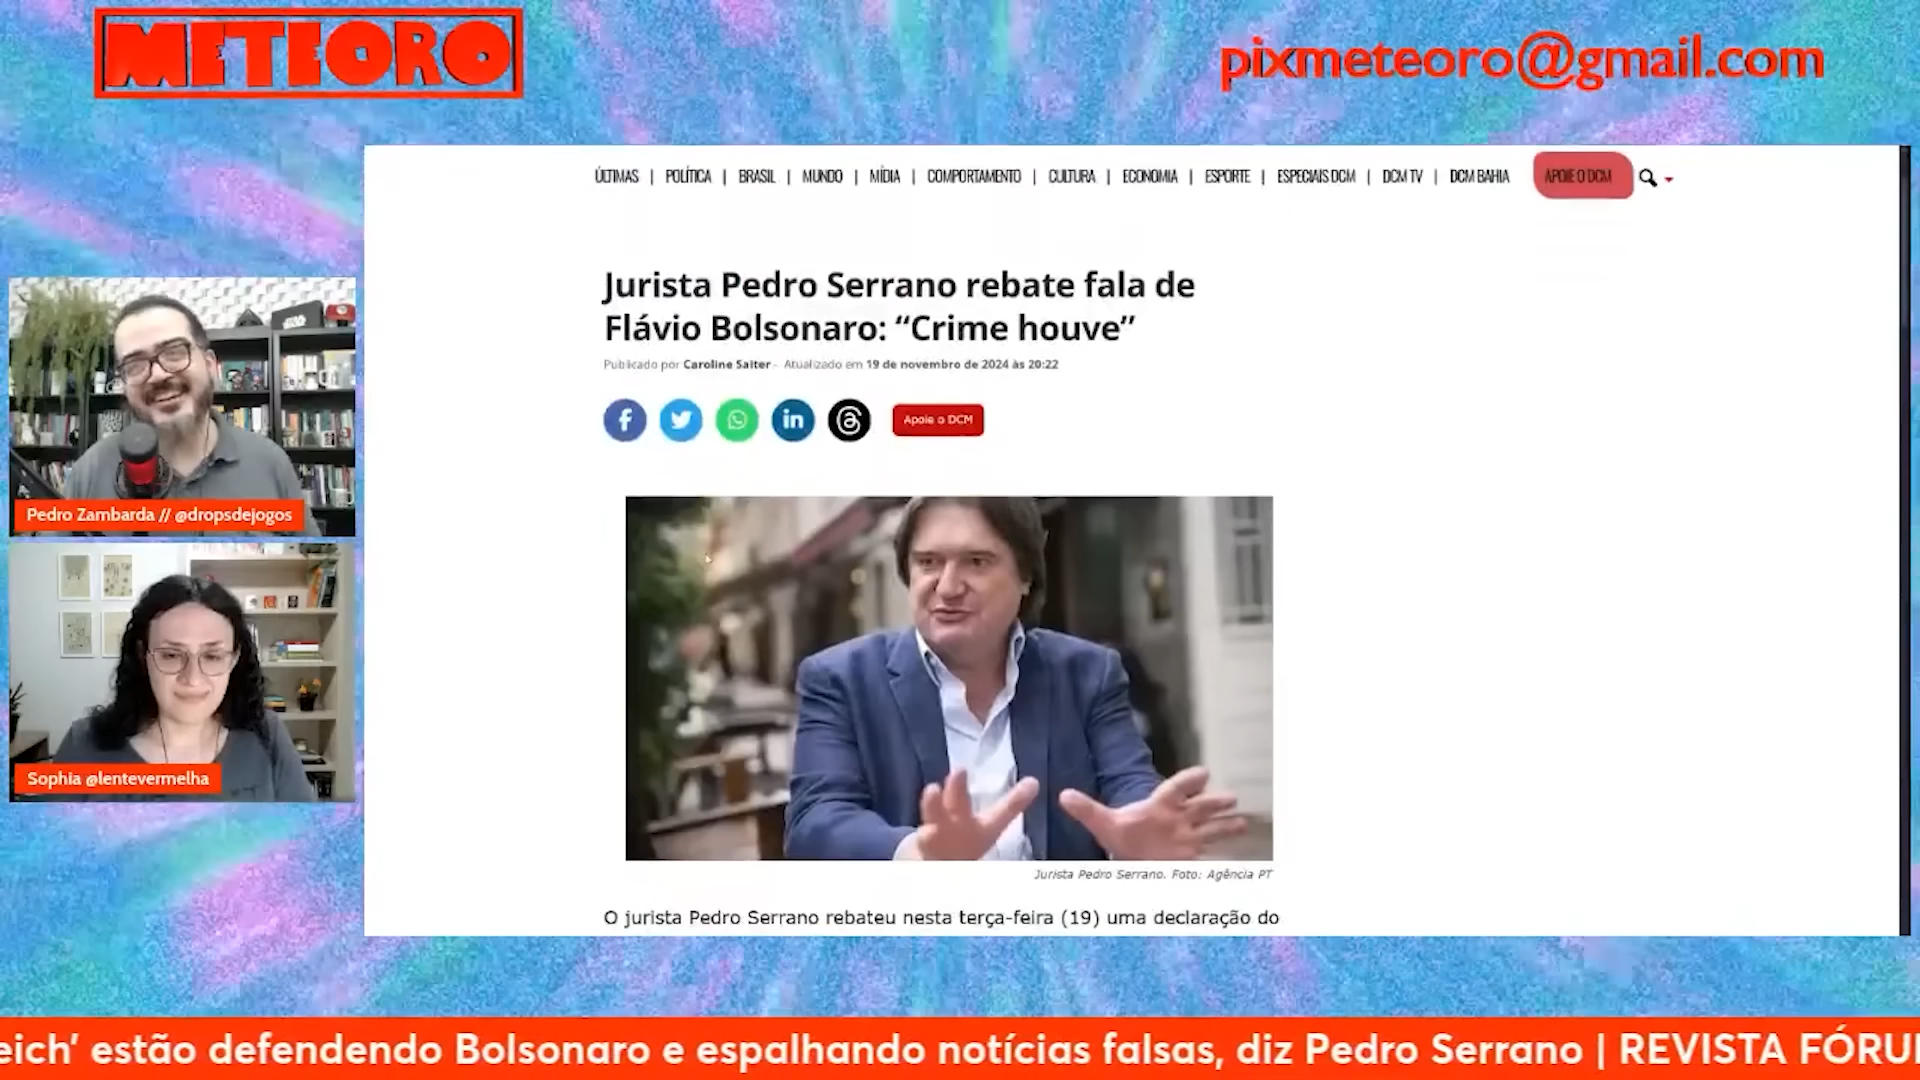 METEORO
pixmeteoro@gmail.com
ÚLTIMAS | POLÍTICA | BRASIL | MUNDO | MÍDIA | COMPORTAMENTO | CULTURA | ECONOMIA | ESPORTE | ESPECIAIS DCM | DCM TV | DCM BAHIA
APOIE O DCM
Jurista Pedro Serrano rebate fala de
Flávio Bolsonaro: “Crime houve”
Publicado por Caroline Saiter - Atualizado em 19 de novembro de 2024 às 20:22
Apoie o DCM
STAR WARS
Pedro Zambarda // @dropsdejogos
Sophia @lentevermelha
Jurista Pedro Serrano. Foto: Agência PT
O jurista Pedro Serrano rebateu nesta terça-feira (19) uma declaração do
eich’ estão defendendo Bolsonaro e espalhando notícias falsas, diz Pedro Serrano | REVISTA FÓRU